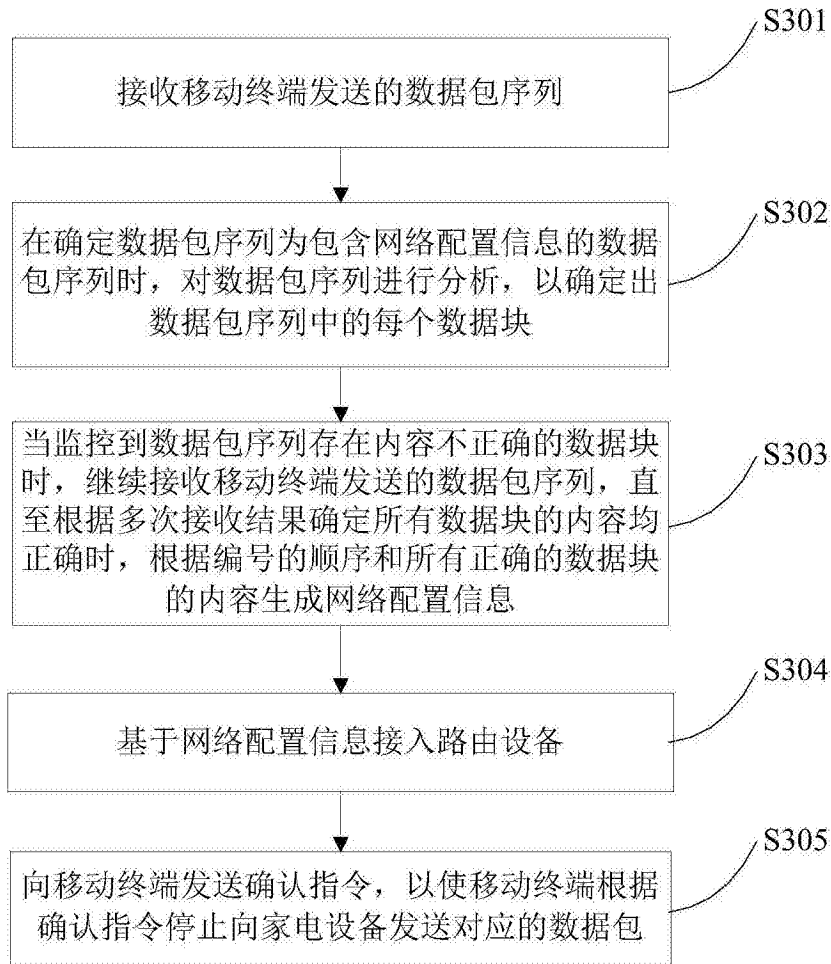 S301
接收移动终端发送的数据包序列
S302
在确定数据包序列为包含网络配置信息的数据
包序列时，对数据包序列进行分析，以确定出
数据包序列中的每个数据块
S303
当监控到数据包序列存在内容不正确的数据块
时，继续接收移动终端发送的数据包序列，直
至根据多次接收结果确定所有数据块的内容均
正确时，根据编号的顺序和所有正确的数据块
的内容生成网络配置信息
S304
基于网络配置信息接入路由设备
S305
向移动终端发送确认指令，以使移动终端根据
确认指令停止向家电设备发送对应的数据包